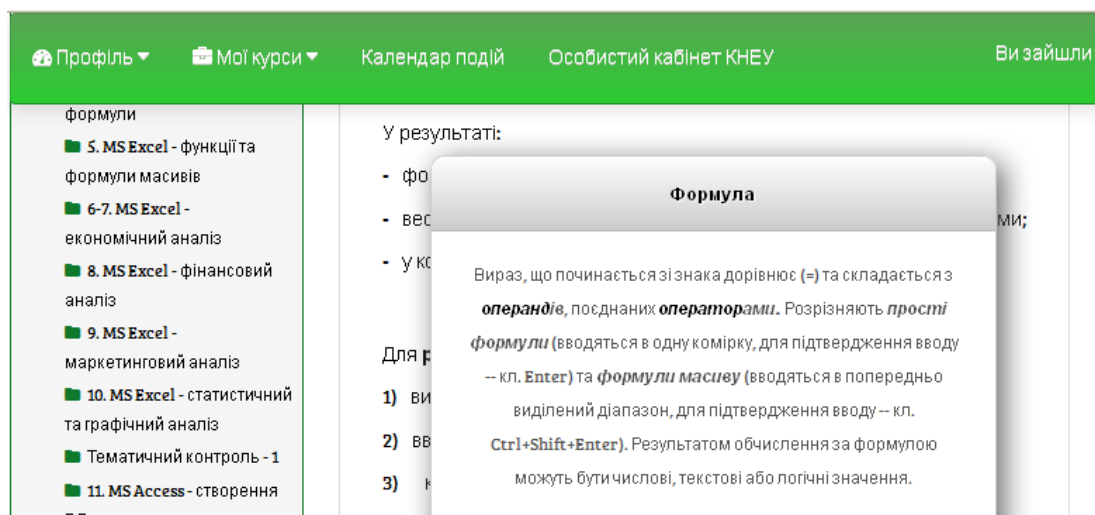 Профіль Мої курси Календар подій Особистий кабінет КНЕУ Ви зайшли
формули
5. MS Excel - функції та
формули масивів
6-7. MS Excel -
економічний аналіз
8. MS Excel - фінансовий
аналіз
9. MS Excel -
маркетинговий аналіз
10. MS Excel - статистичний
та графічний аналіз
Тематичний контроль - 1
11. MS Access - створення
У результаті:
- фо
- вес
ми;
- у ко
Для р
1) ви
2) вв
3) к
Формула
Вираз, що починається зі знака дорівнює (=) та складається з
операндів, поєднаних операторами. Розрізняють прості
формули (вводяться в одну комірку, для підтвердження вводу
-- кл. Enter) та формули масиву (вводяться в попередньо
виділений діапазон, для підтвердження вводу -- кл.
Ctrl+Shift+Enter). Результатом обчислення за формулою
можуть бути числові, текстові або логічні значення.